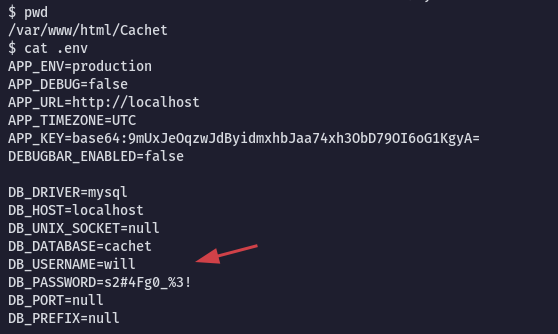 $ pwd
/var/www/html/Cachet
$ cat .env
APP_ENV=production
APP_DEBUG=false
APP_URL=http://localhost
APP_TIMEZONE=UTC
APP_KEY=base64:9mUxJeOqzwJdByidmxhbJaa74xh3ObD79OI6oG1KgyA=
DEBUGBAR_ENABLED=false
DB_DRIVER=mysql
DB_HOST=localhost
DB_UNIX_SOCKET=null
DB_DATABASE=cachet
DB_USERNAME=will
DB_PASSWORD=s2#4Fg0_%3!
DB_PORT=null
DB_PREFIX=null